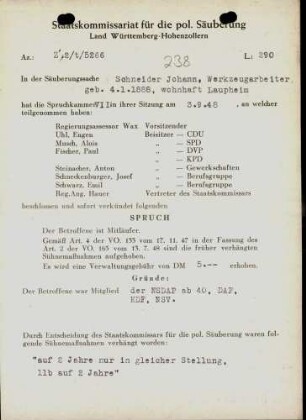 Staatskommissariat für die pol. Säuberung
Land Württemberg-Hohenzollern
Az.: Z',S/t/5266
238
L: 290
In der Säuberungssache Schneider Johann, Werkzeugarbeiter,
geb. 4.1.1888, wohnhaft Laupheim
hat die Spruchkammer VII in ihrer Sitzung am 3.9.48, an welcher
teilgenommen haben:
Regierungsassessor Wax Vorsitzender
Uhl, Eugen Beisitzer – CDU
Munch, Alois „ – SPD
Fischer, Paul „ – DVP
„ – KPD
Steinacher, Anton „ – Gewerkschaften
Schneckenburger, Josef „ – Berufsgruppe
Schwarz, Emil „ – Berufsgruppe
Reg.Ang. Hauer Vertreter des Staatskommissars
beschlossen und sofort verkündet folgenden
SPRUCH
Der Betroffene ist Mitläufer.
Gemäß Art. 4 der VO. 133 vom 17. 11. 47 in der Fassung des
Art. 2 der VO. 165 vom 13. 7. 48 sind die früher verhängten
Sühnemaßnahmen aufgehoben.
Es wird eine Verwaltungsgebühr von DM 5.-- erhoben.
Gründe:
Der Betroffene war Mitglied der NSDAP ab 40, DAF,
KDF, NSV.
Durch Entscheidung des Staatskommissars für die pol. Säuberung waren folgende Sühnemaßnahmen verhängt worden:
"auf 2 Jahre nur in gleicher Stellung,
llb auf 2 Jahre"